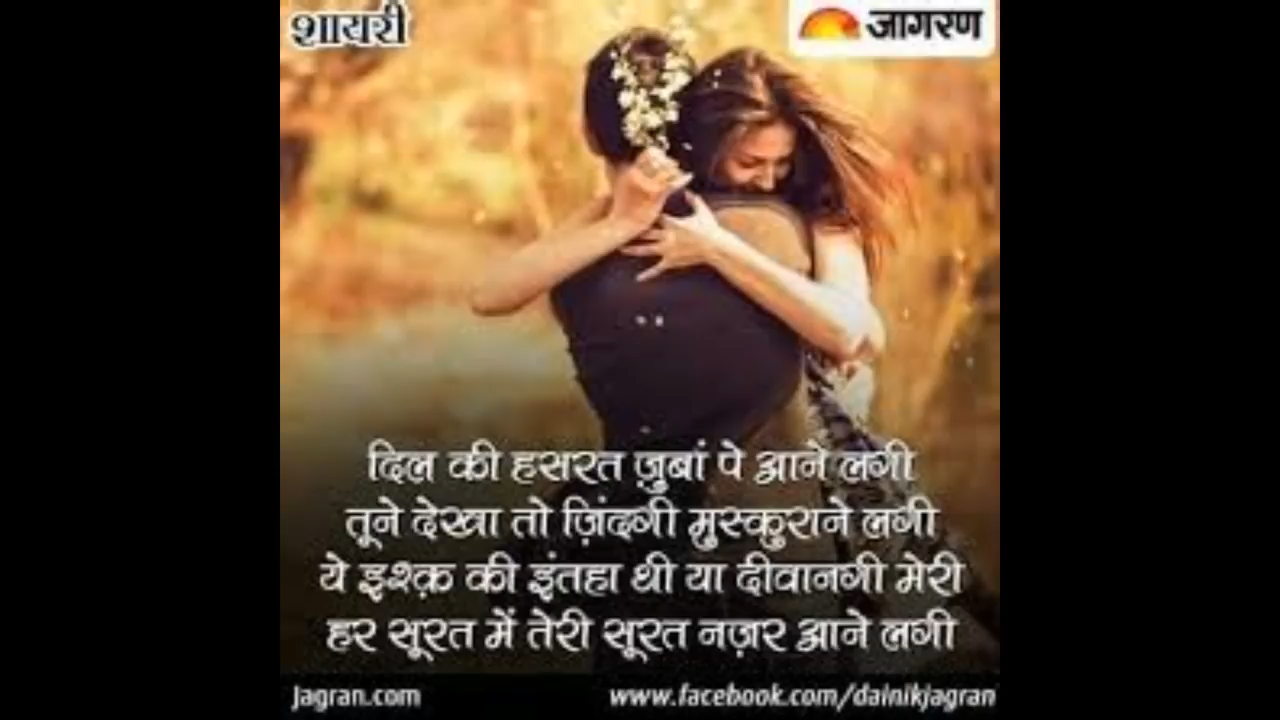 शायरी
जागरण
दिल की हसरत ज़ुबां पे आने लगी
तूने देखा तो ज़िंदगी मुस्कुराने लगी
ये इश्क़ की इंतहा थी या दीवानगी मेरी
हर सूरत में तेरी सूरत नज़र आने लगी
Jagran.com
www.facebook.com/dainikjagran